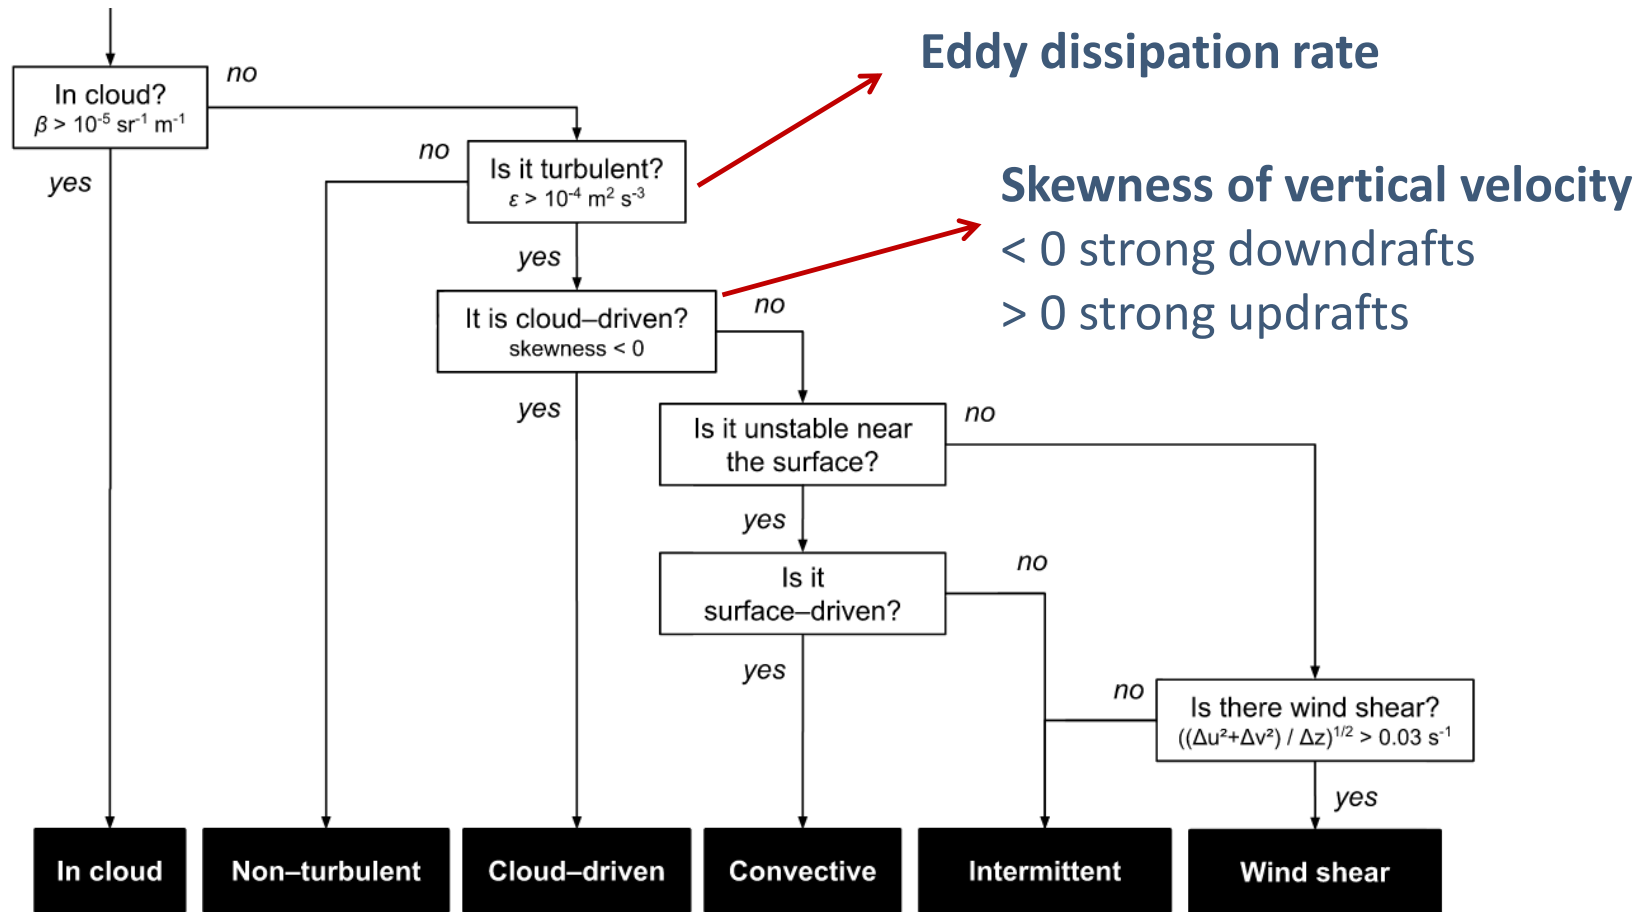 Eddy dissipation rate
In cloud?
β > 10⁻⁵ sr⁻¹ m⁻¹
no
yes
no
Is it turbulent?
ε > 10⁻⁴ m² s⁻³
Skewness of vertical velocity
< 0 strong downdrafts
> 0 strong updrafts
yes
It is cloud–driven?
skewness < 0
no
yes
Is it unstable near
the surface?
no
yes
Is it
surface–driven?
no
yes
no
Is there wind shear?
((Δu²+Δv²) / Δz)¹ᐟ² > 0.03 s⁻¹
yes
In cloud
Non–turbulent
Cloud–driven
Convective
Intermittent
Wind shear